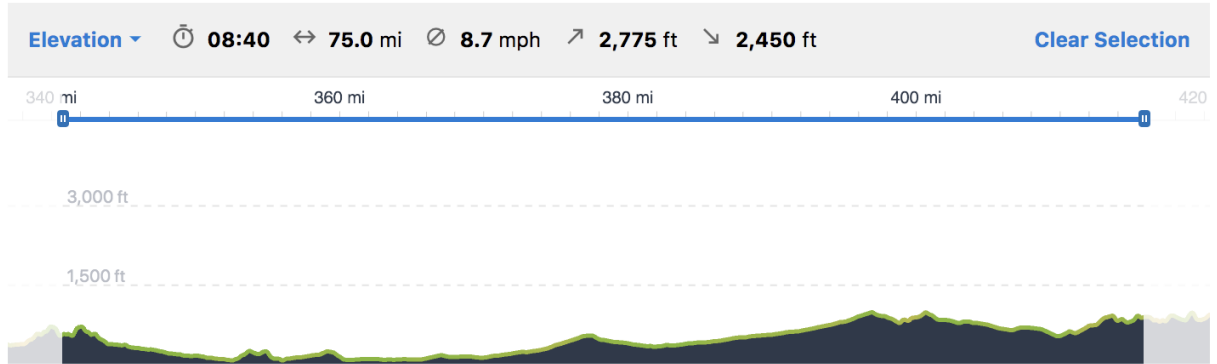 Elevation 08:40 75.0 mi 8.7 mph 2,775 ft 2,450 ft Clear Selection
340 mi 360 mi 380 mi 400 mi 420
3,000 ft
1,500 ft